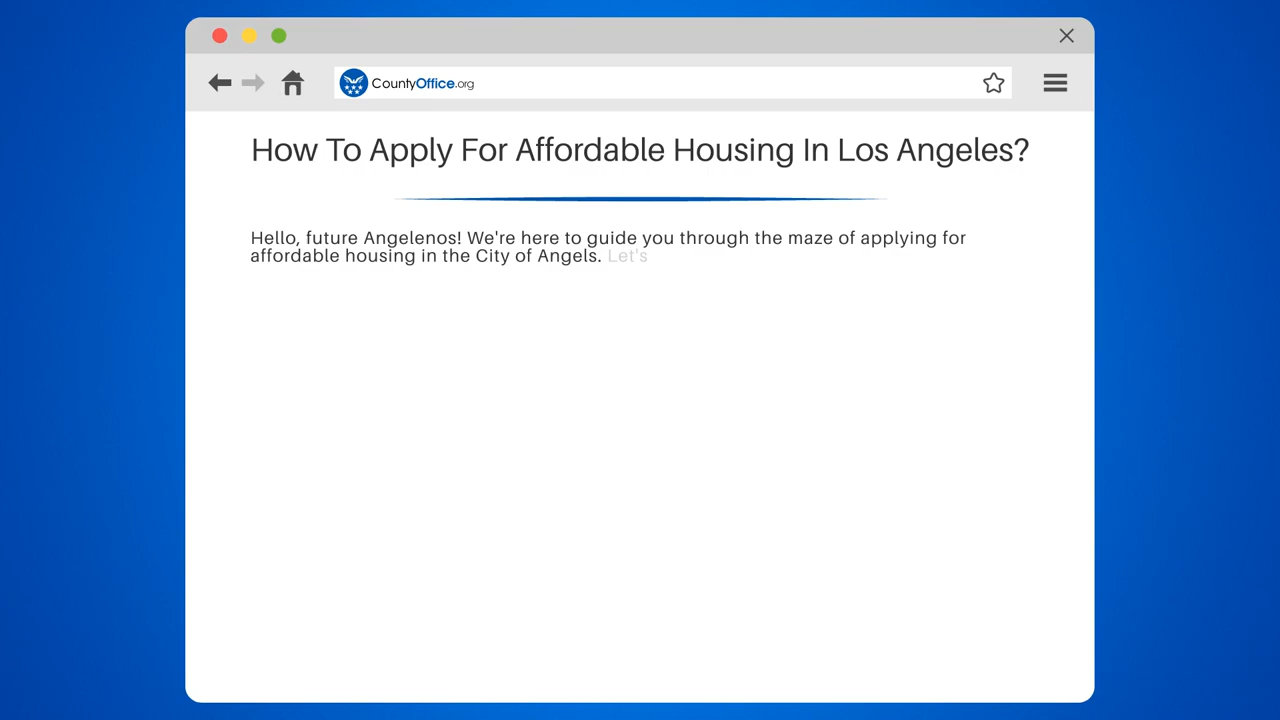 CountyOffice.org
How To Apply For Affordable Housing In Los Angeles?
Hello, future Angelenos! We're here to guide you through the maze of applying for
affordable housing in the City of Angels. Let's